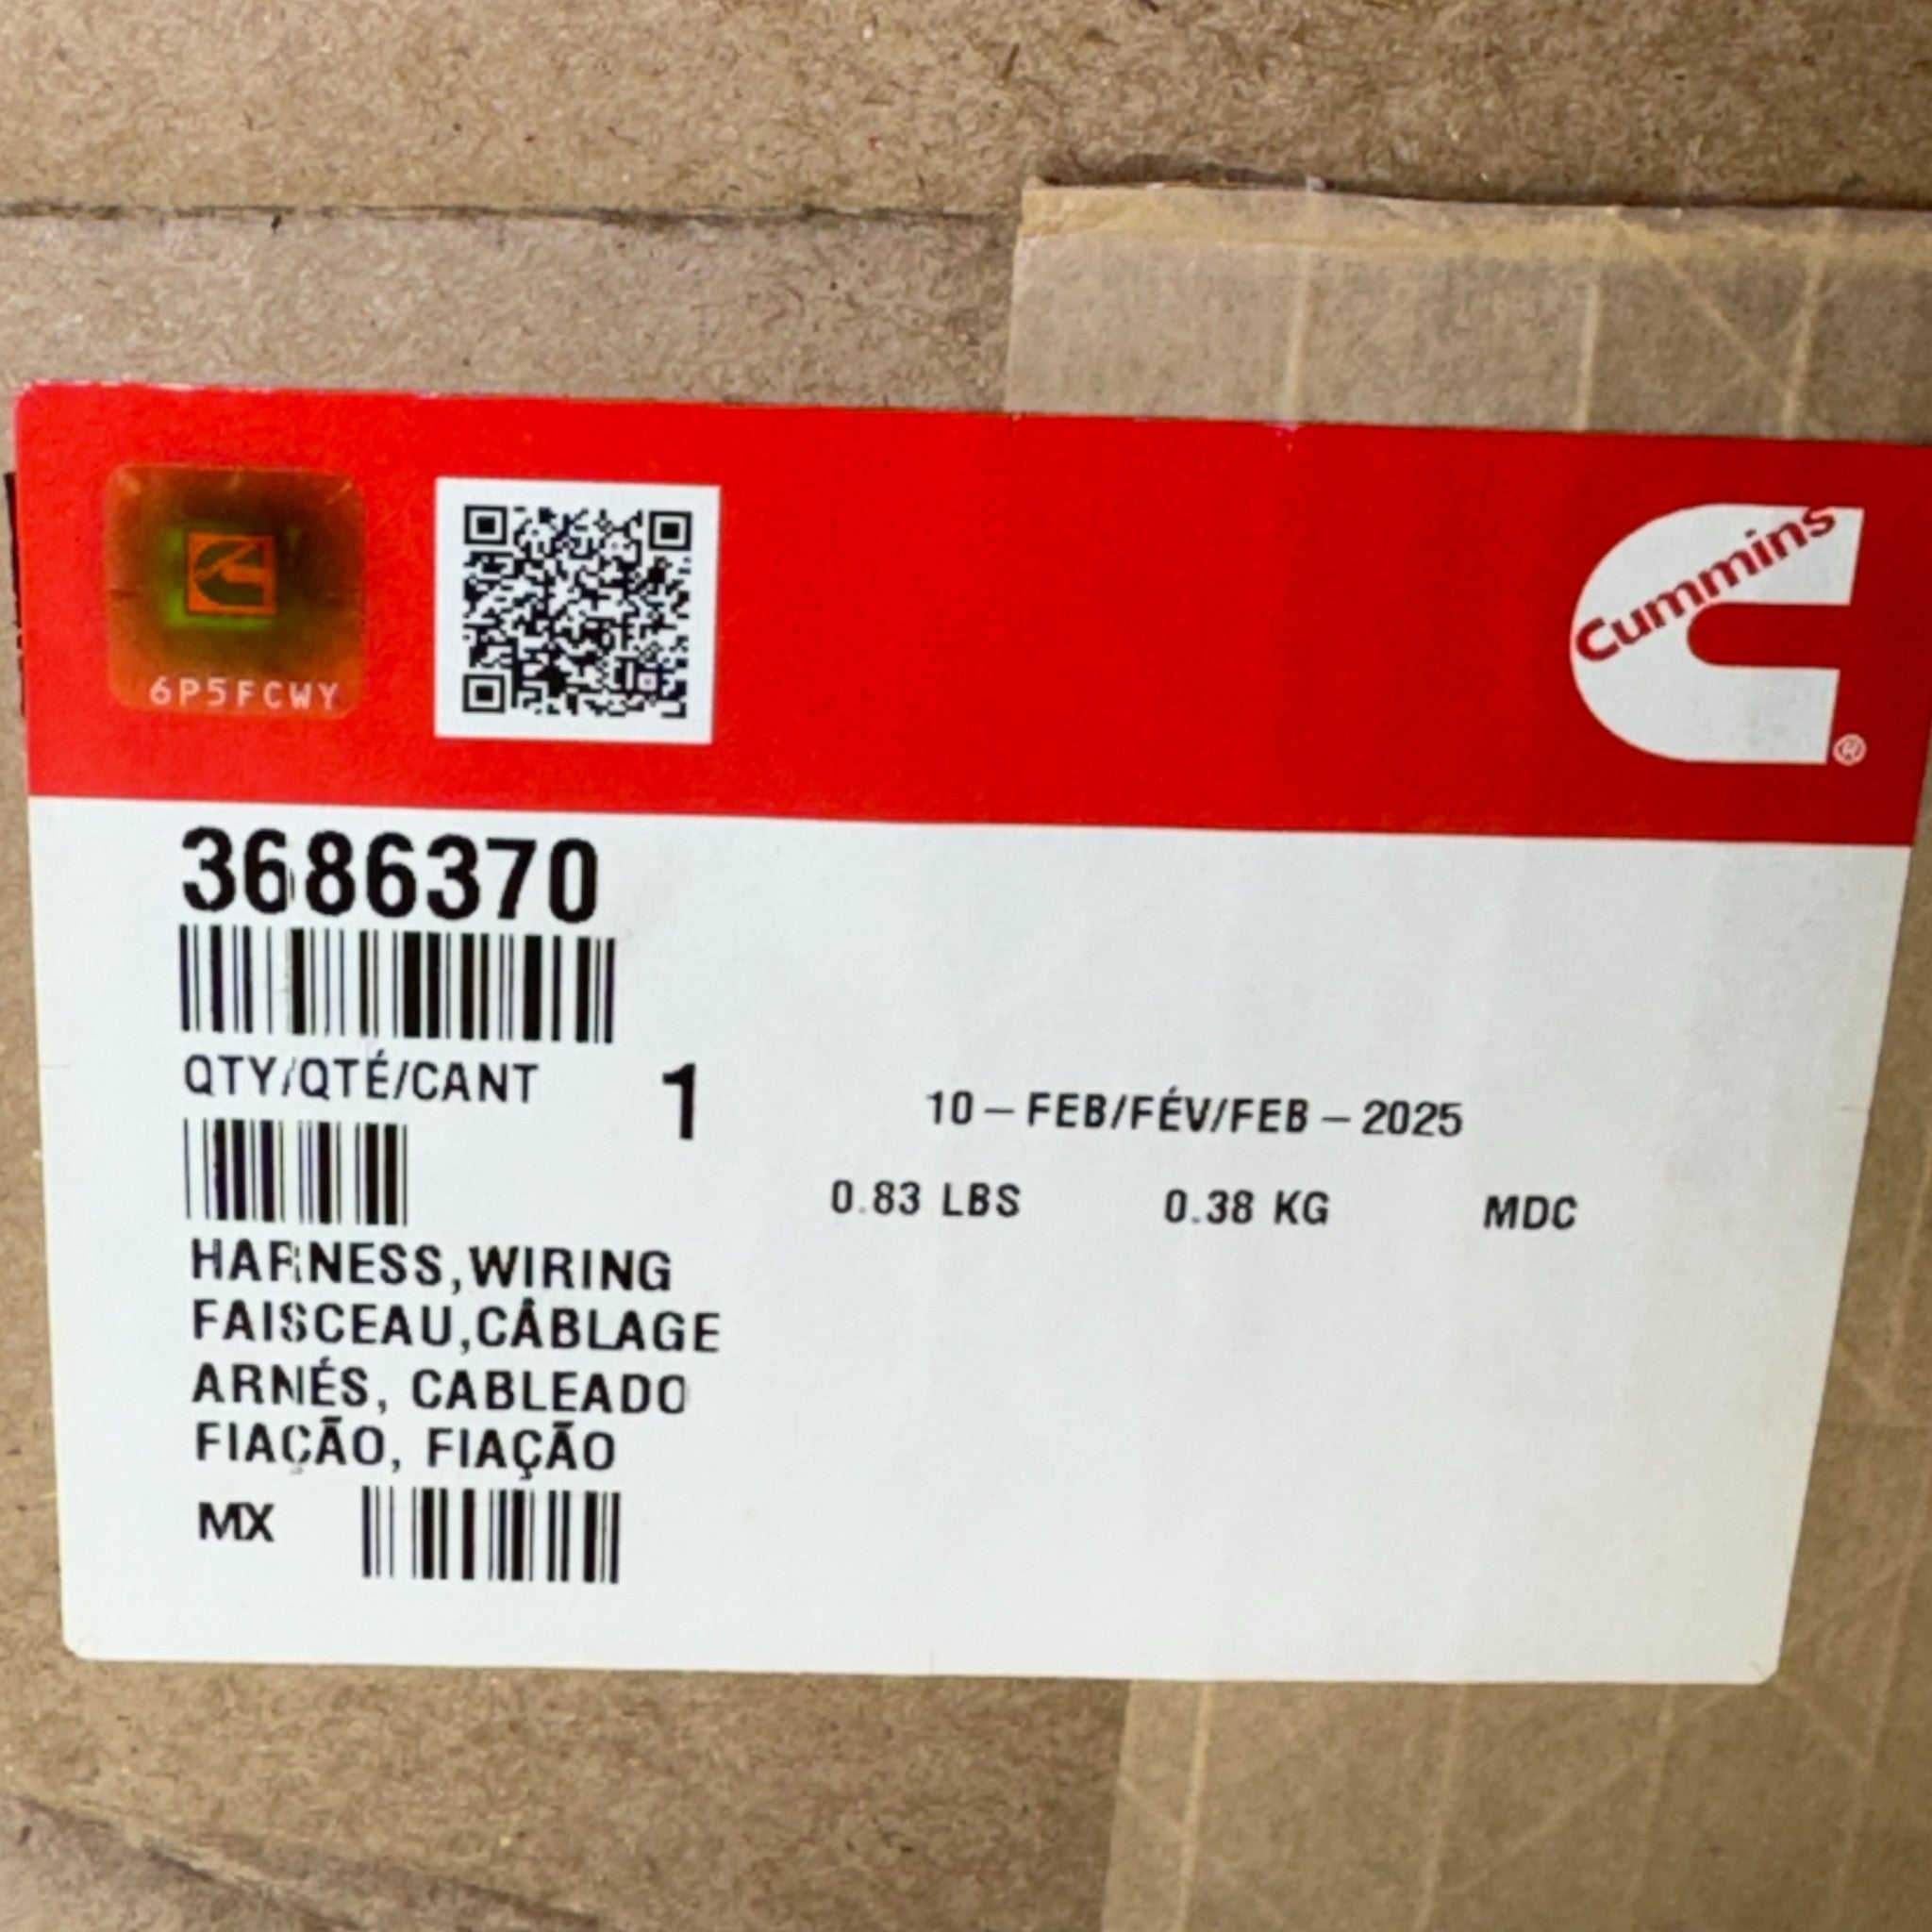 6P5FCWY
Cummins
®
3686370
QTY/QTÉ/CANT 1
10-FEB/FÉV/FEB-2025
0.83 LBS 0.38 KG MDC
HARNESS,WIRING
FAISCEAU,CÂBLAGE
ARNÉS, CABLEADO
FIAÇÃO, FIAÇÃO
MX